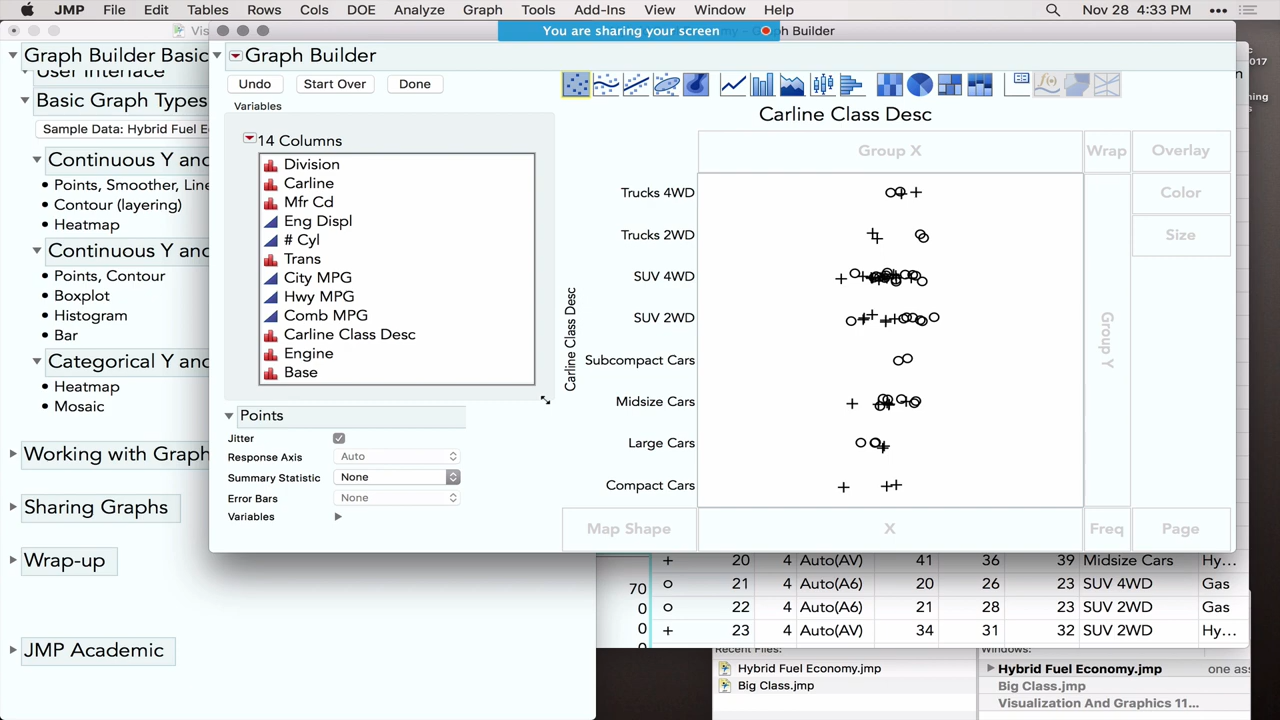 JMP File Edit Tables Rows Cols DOE Analyze Graph Tools Add-Ins View Window Help Nov 28 4:33 PM
Vis
You are sharing your screen
h Builder
Graph Builder Basic
User Interface
Basic Graph Types
Sample Data: Hybrid Fuel E
Continuous Y and
Points, Smoother, Line
Contour (layering)
Heatmap
Continuous Y and
Points, Contour
Boxplot
Histogram
Bar
Categorical Y and
Heatmap
Mosaic
Working with Graph
Sharing Graphs
Wrap-up
JMP Academic
Graph Builder
Undo Start Over Done
Variables
14 Columns
Division
Carline
Mfr Cd
Eng Displ
# Cyl
Trans
City MPG
Hwy MPG
Comb MPG
Carline Class Desc
Engine
Base
Points
Jitter
Response Axis Auto
Summary Statistic None
Error Bars None
Variables
Carline Class Desc
Group X Wrap Overlay
Color
Size
Group Y
Carline Class Desc
Trucks 4WD
Trucks 2WD
SUV 4WD
SUV 2WD
Subcompact Cars
Midsize Cars
Large Cars
Compact Cars
Map Shape X Freq Page
20 4 Auto(AV) 41 36 39 Midsize Cars Hy...
70 21 4 Auto(A6) 20 26 23 SUV 4WD Gas
0 22 4 Auto(A6) 21 28 23 SUV 2WD Gas
0 23 4 Auto(AV) 34 31 32 SUV 2WD Hy...
Recent Files:
Hybrid Fuel Economy.jmp
Big Class.jmp
Windows:
Hybrid Fuel Economy.jmp one ass
Big Class.jmp
Visualization And Graphics 11...
2017
hing